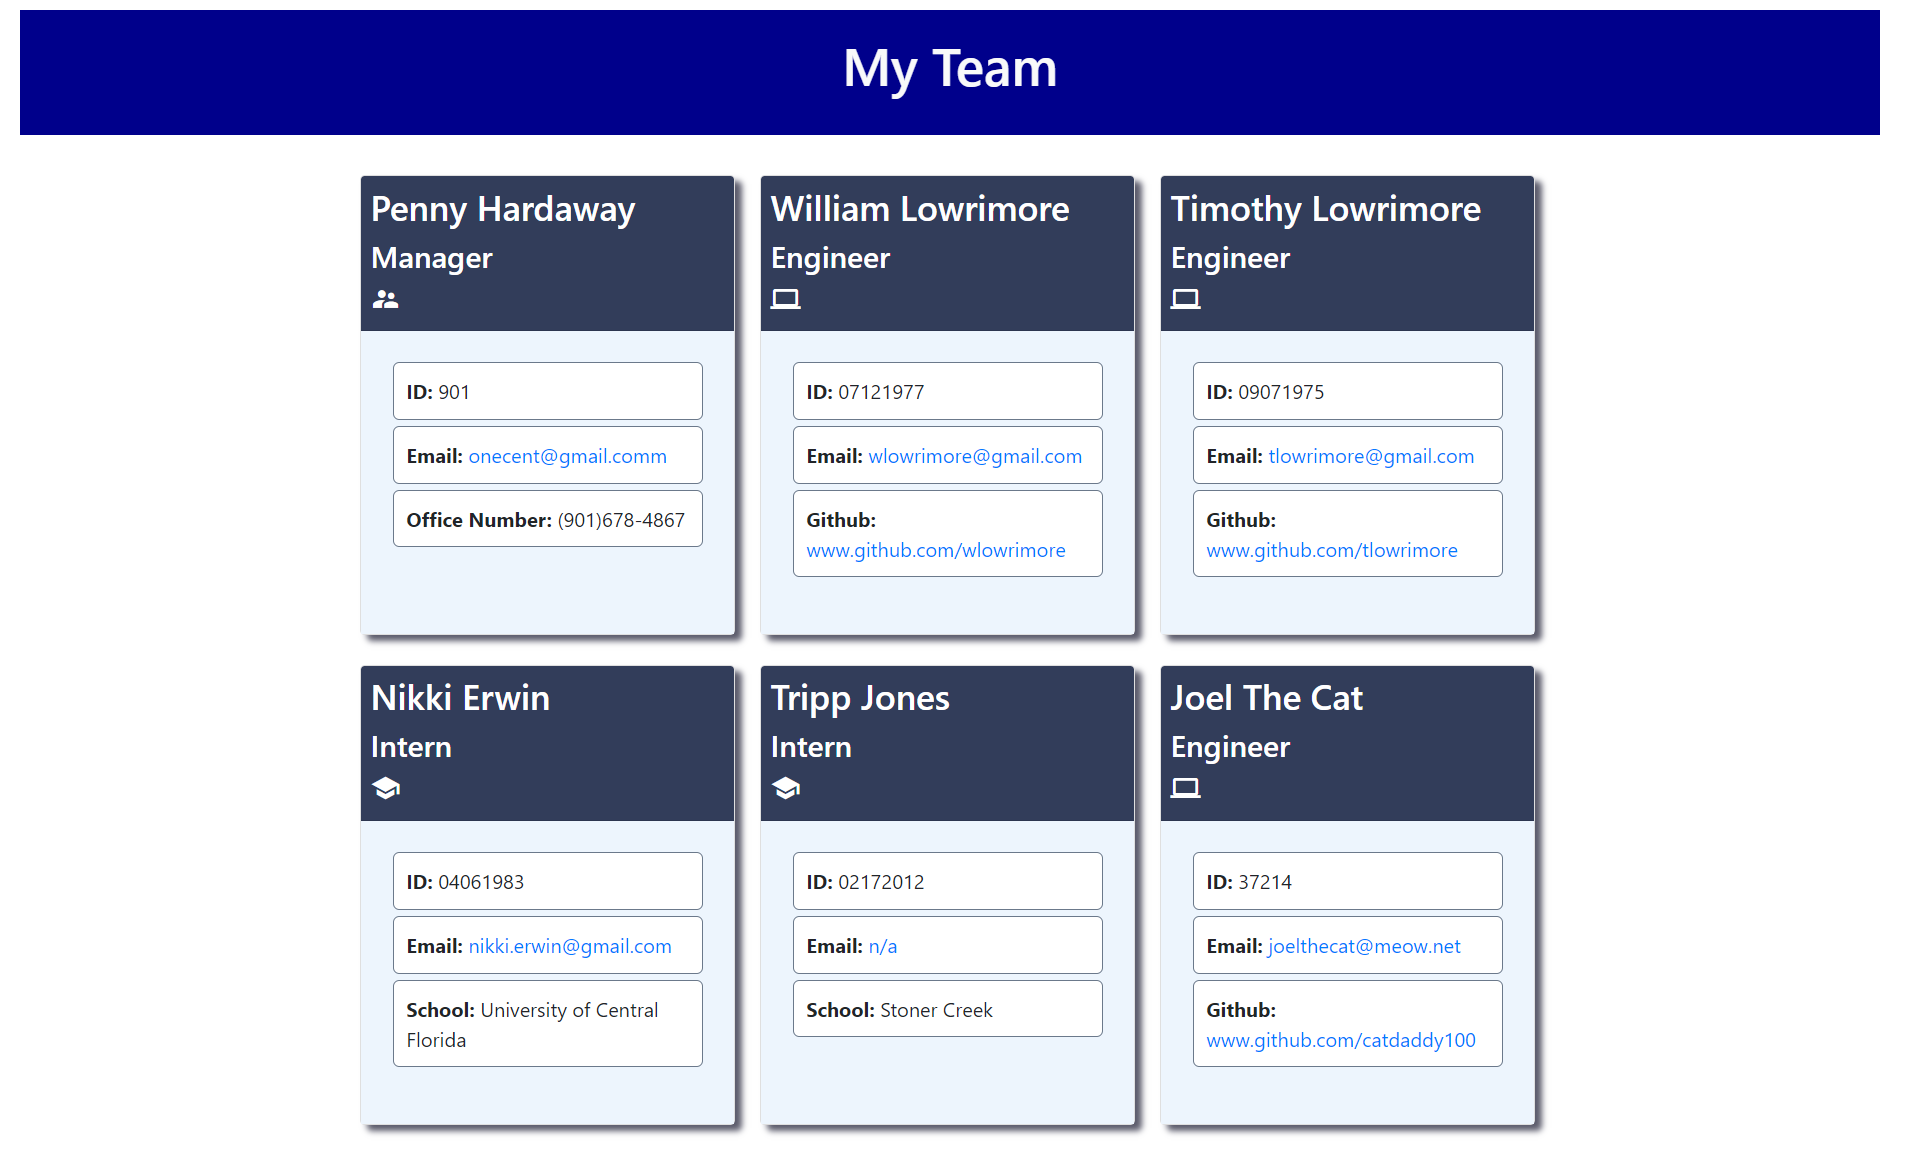 My Team
Penny Hardaway
Manager
ID: 901
Email: onecent@gmail.comm
Office Number: (901)678-4867
William Lowrimore
Engineer
ID: 07121977
Email: wlowrimore@gmail.com
Github:
www.github.com/wlowrimore
Timothy Lowrimore
Engineer
ID: 09071975
Email: tlowrimore@gmail.com
Github:
www.github.com/tlowrimore
Nikki Erwin
Intern
ID: 04061983
Email: nikki.erwin@gmail.com
School: University of Central
Florida
Tripp Jones
Intern
ID: 02172012
Email: n/a
School: Stoner Creek
Joel The Cat
Engineer
ID: 37214
Email: joelthecat@meow.net
Github:
www.github.com/catdaddy100